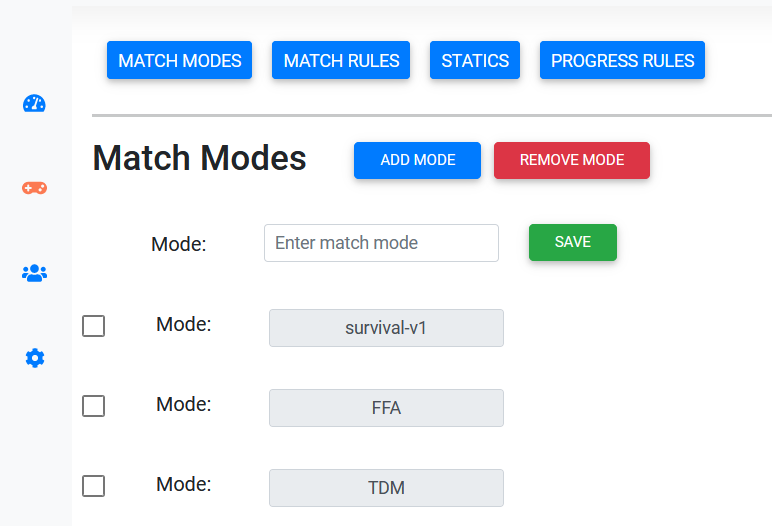 MATCH MODES MATCH RULES STATICS PROGRESS RULES
Match Modes ADD MODE REMOVE MODE
Mode: Enter match mode SAVE
Mode: survival-v1
Mode: FFA
Mode: TDM